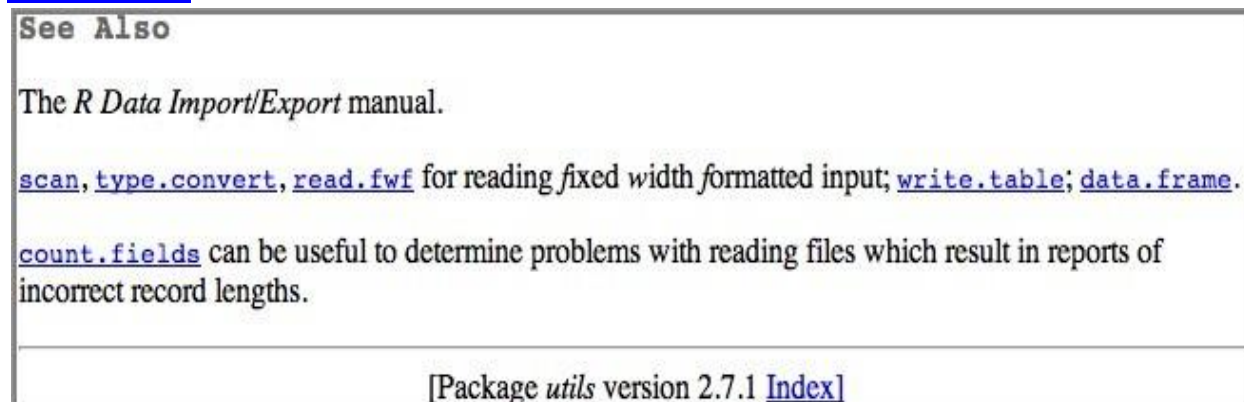 See Also
The R Data Import/Export manual.
scan, type.convert, read.fwf for reading fixed width formatted input; write.table; data.frame.
count.fields can be useful to determine problems with reading files which result in reports of
incorrect record lengths.
[Package utils version 2.7.1 Index]